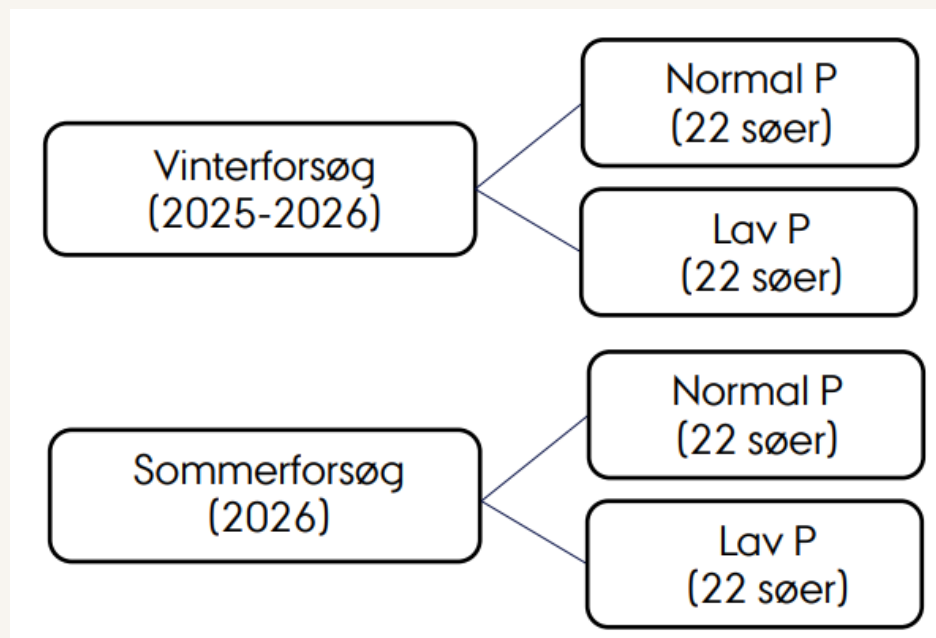 Vinterforsøg
(2025-2026)
Normal P
(22 søer)
Lav P
(22 søer)
Sommerforsøg
(2026)
Normal P
(22 søer)
Lav P
(22 søer)